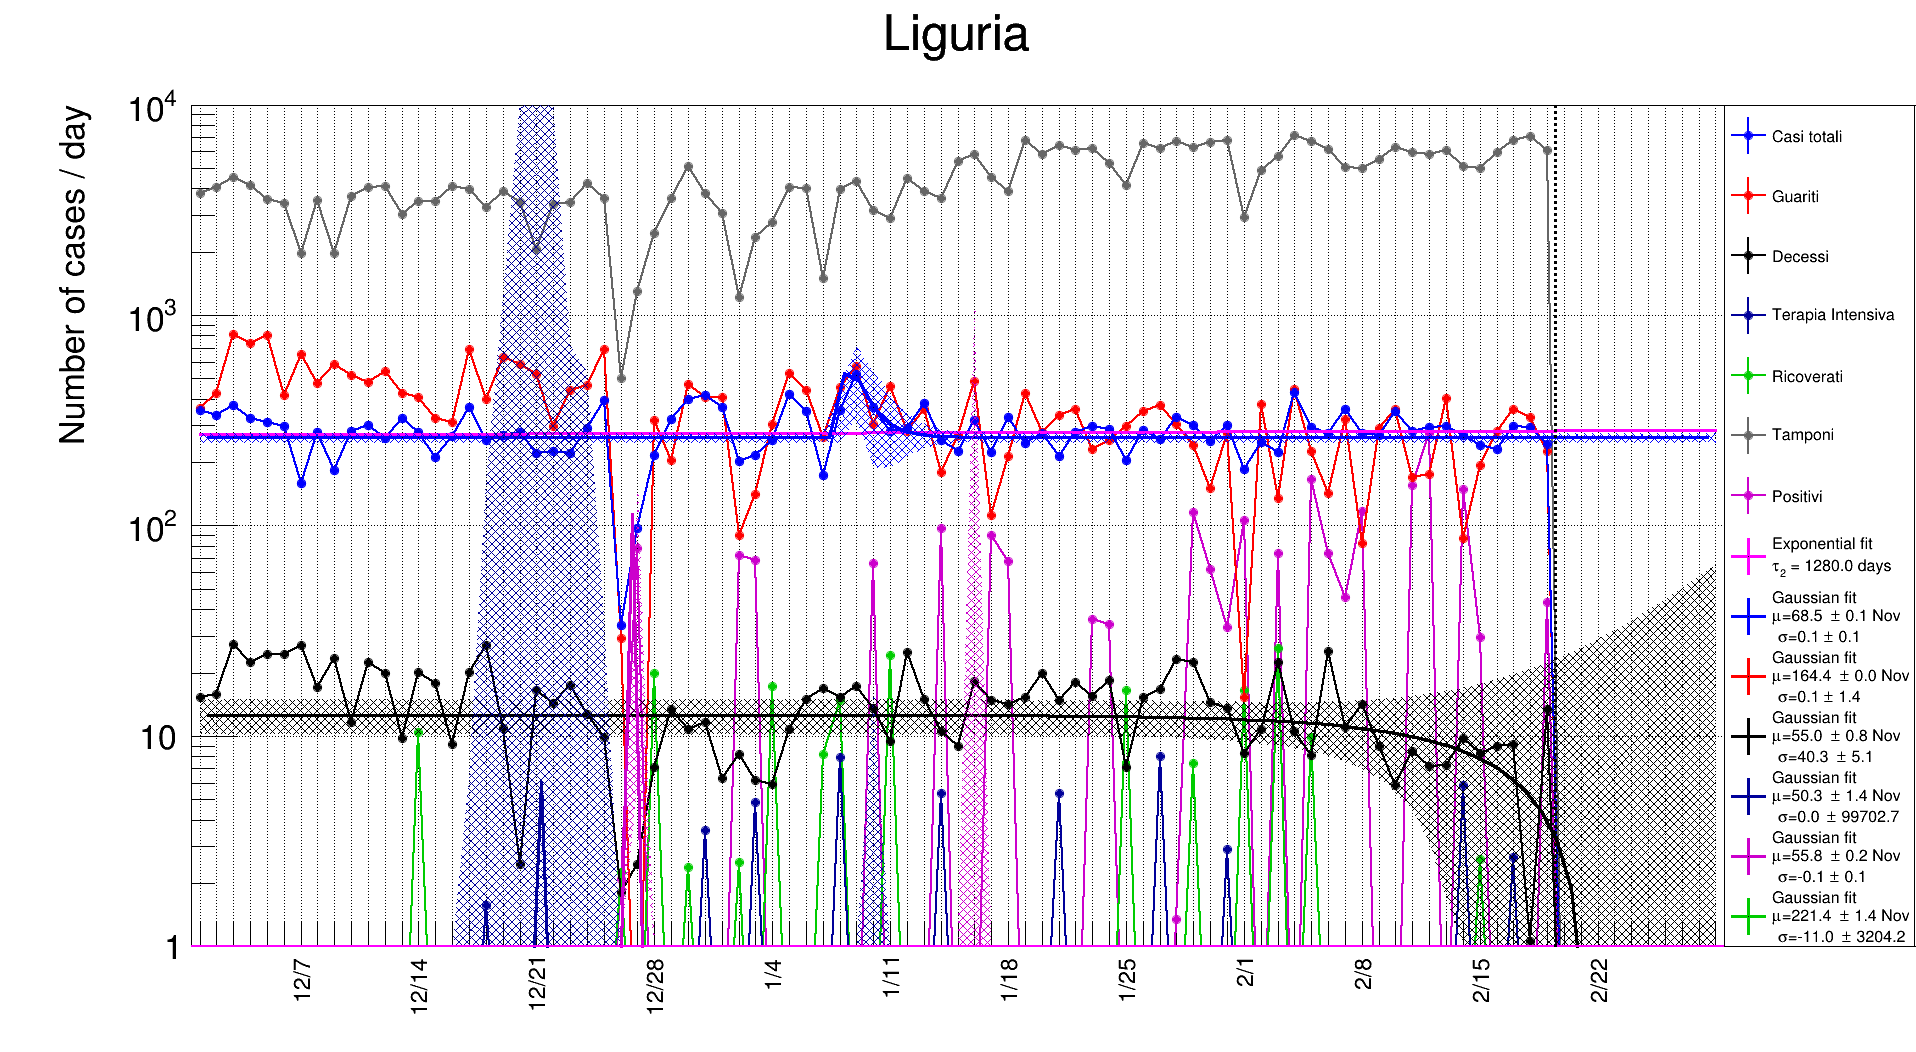 Liguria
Number of cases / day
10^4
10^3
10^2
10
1
12/7
12/14
12/21
12/28
1/4
1/11
1/18
1/25
2/1
2/8
2/15
2/22
Casi totali
Guariti
Decessi
Terapia Intensiva
Ricoverati
Tamponi
Positivi
Exponential fit
τ₂ = 1280.0 days
Gaussian fit
μ=68.5 ± 0.1 Nov
σ=0.1 ± 0.1
Gaussian fit
μ=164.4 ± 0.0 Nov
σ=0.1 ± 1.4
Gaussian fit
μ=55.0 ± 0.8 Nov
σ=40.3 ± 5.1
Gaussian fit
μ=50.3 ± 1.4 Nov
σ=0.0 ± 99702.7
Gaussian fit
μ=55.8 ± 0.2 Nov
σ=-0.1 ± 0.1
Gaussian fit
μ=221.4 ± 1.4 Nov
σ=-11.0 ± 3204.2